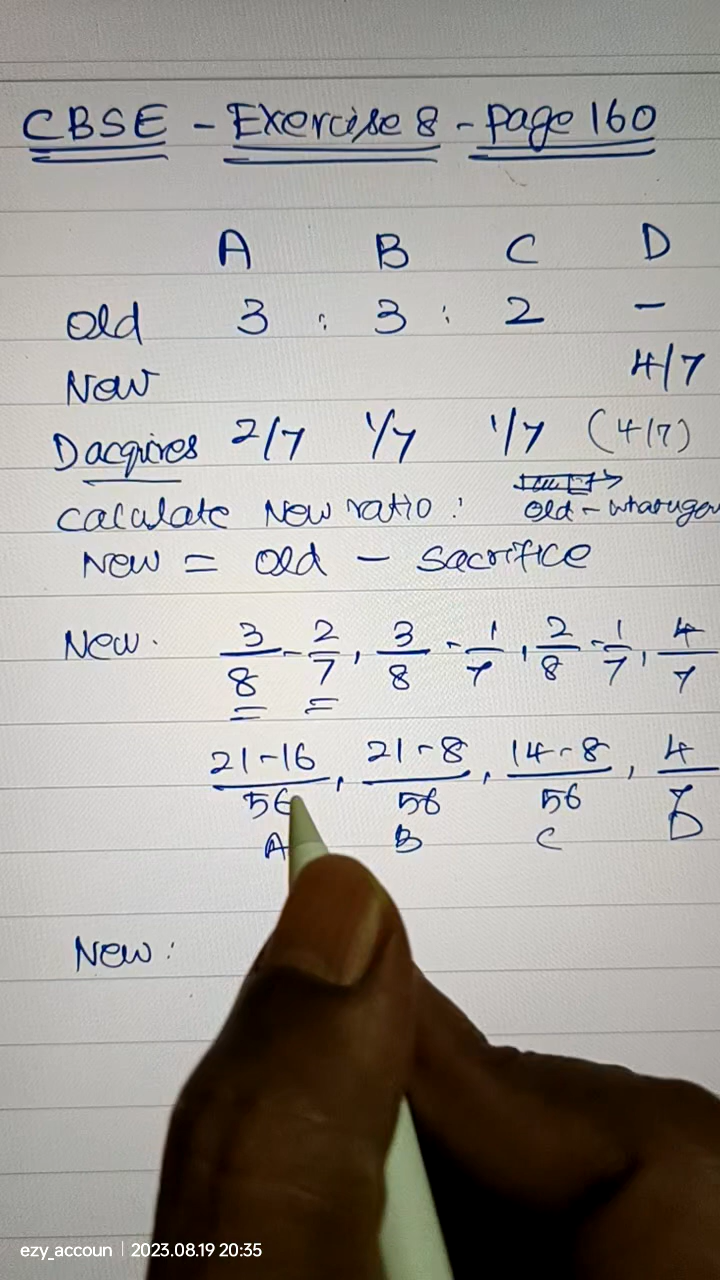 CBSE - Exercise 8 - page 160
A B C D
Old 3 : 3 : 2 -
New 4/7
D acqires 2/7 1/7 1/7 (4/7)
Calculate New ratio :
Old -
New = Old - Sacrifice
New. 3/8 - 2/7, 3/8 - 1/7, 2/8 - 1/7, 4/7
21-16/56, 21-8/56, 14-8/56, 4/7
A B C D
New :
ezy_accoun | 2023.08.19 20:35